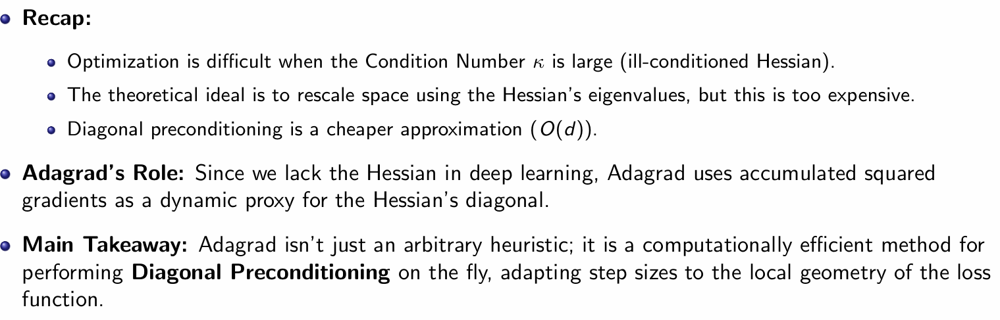 Recap:
Optimization is difficult when the Condition Number κ is large (ill-conditioned Hessian).
The theoretical ideal is to rescale space using the Hessian's eigenvalues, but this is too expensive.
Diagonal preconditioning is a cheaper approximation (O(d)).
Adagrad's Role: Since we lack the Hessian in deep learning, Adagrad uses accumulated squared
gradients as a dynamic proxy for the Hessian's diagonal.
Main Takeaway: Adagrad isn't just an arbitrary heuristic; it is a computationally efficient method for
performing Diagonal Preconditioning on the fly, adapting step sizes to the local geometry of the loss
function.